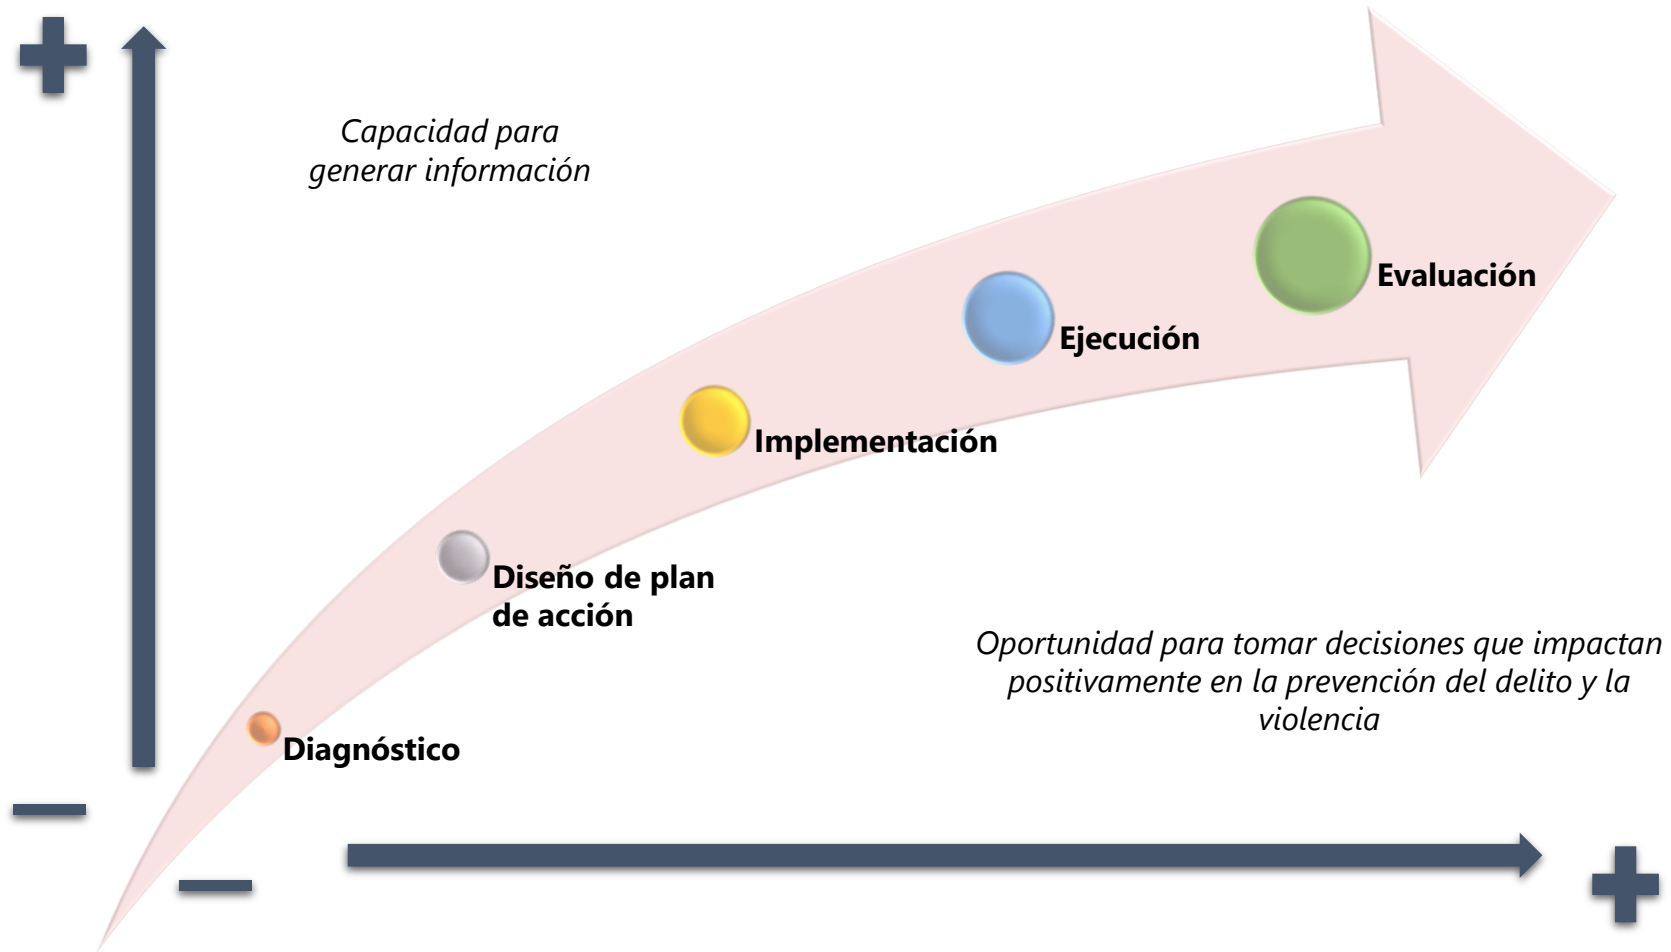 Capacidad para
generar información
Evaluación
Ejecución
Implementación
Diseño de plan
de acción
Oportunidad para tomar decisiones que impactan
positivamente en la prevención del delito y la
violencia
Diagnóstico